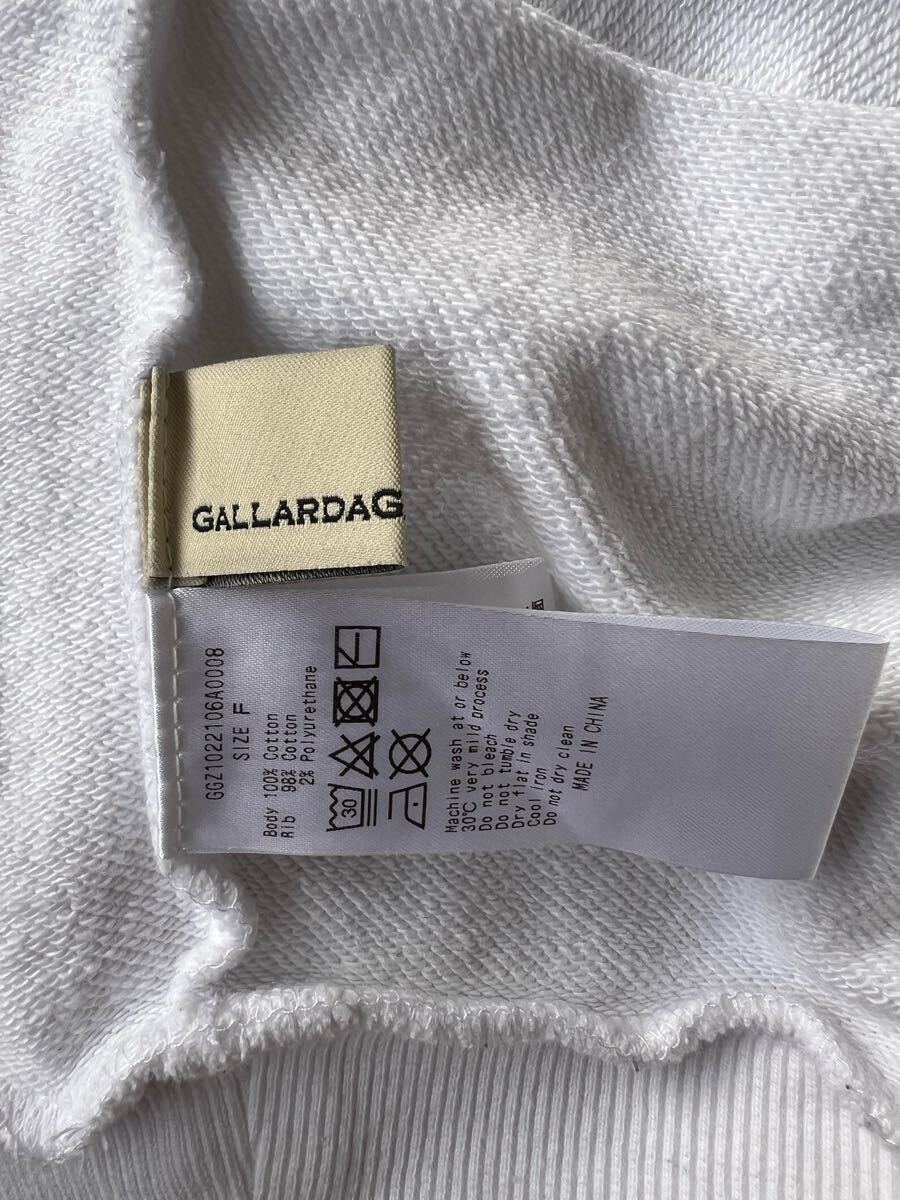 GALLARDAG
GGZ1022106A0008
SIZE F
Body 100% Cotton
Rib 98% Cotton
2% Polyurethane
30
Machine wash at or below
30℃ very mild process
Do not bleach
Do not tumble dry
Dry flat in shade
Cool iron
Do not dry clean
MADE IN CHINA